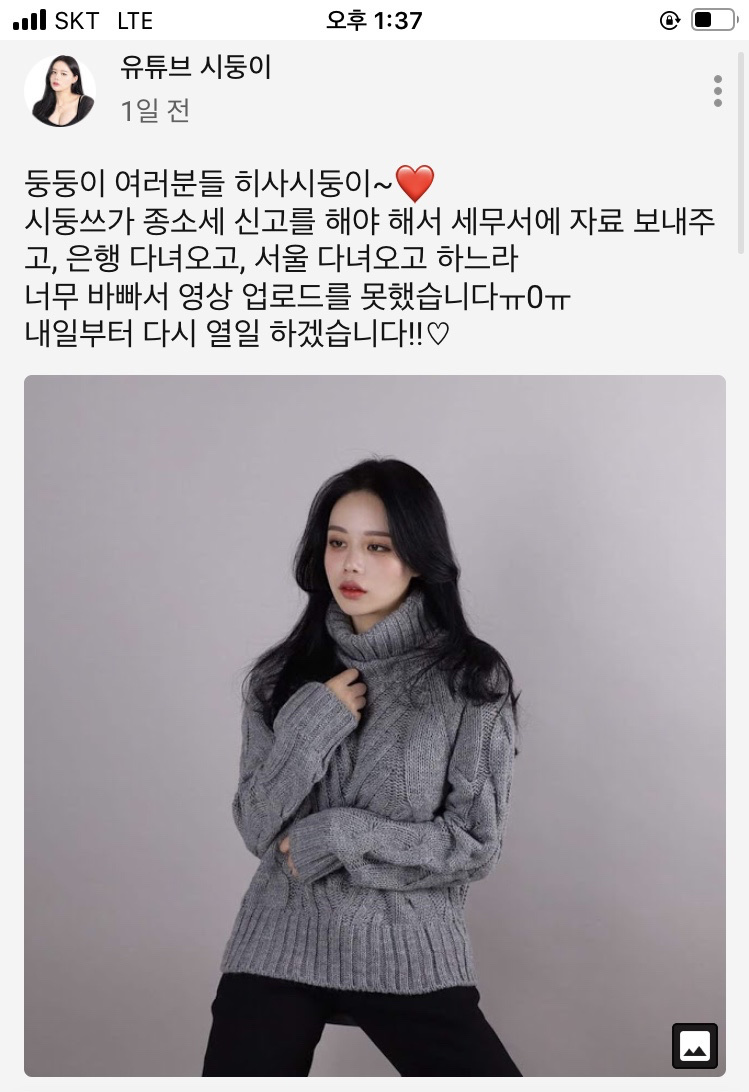 SKT LTE 오후 1:37
유튜브 시둥이
1일 전
둥둥이 여러분들 히사시둥이~❤️
시둥쓰가 종소세 신고를 해야 해서 세무서에 자료 보내주
고, 은행 다녀오고, 서울 다녀오고 하느라
너무 바빠서 영상 업로드를 못했습니다ㅠ0ㅠ
내일부터 다시 열일 하겠습니다!!♡